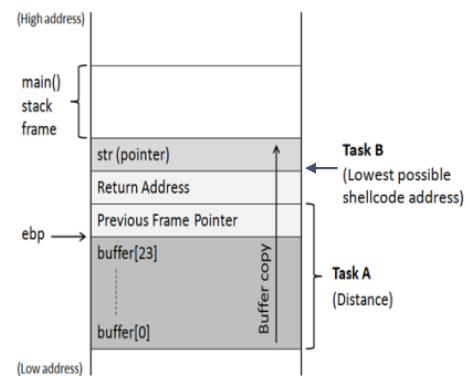 (High address)
main()
stack
frame
str (pointer)
Return Address
Previous Frame Pointer
ebp
buffer[23]
buffer[0]
Buffer copy
Task B
(Lowest possible
shellcode address)
Task A
(Distance)
(Low address)